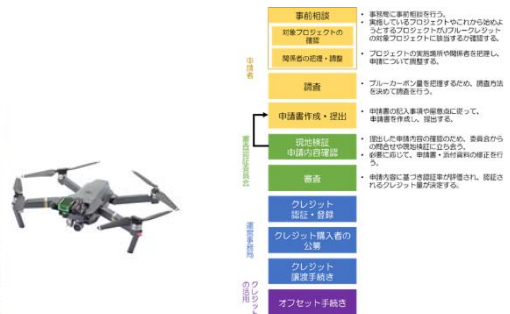 事前相談
対象プロジェクトの
確認
関係者の把握・調整
・ 事務局に事前相談を行う。
・ 実施しているプロジェクトやこれから始めよ
うとするプロジェクトがJブルークレジット
の対象プロジェクトに該当するか確認する。
・ プロジェクトの実施場所や関係者を把握し、
申請について調整する。
申請者
調査
・ ブルーカーボン量を把握するため、調査方法
を決めて調査を行う。
申請書作成・提出
・ 申請書の記入事項や留意点に従って、
申請書を作成し、提出する。
審査認証委員会
現地検証
申請内容確認
・ 提出した申請内容の確認のため、委員会から
の問合せや現地検証に立ち会う。
・ 必要に応じて、申請書・添付資料の修正を行
う。
審査
・ 申請内容に基づき認証率が評価され、認証さ
れるクレジット量が決定する。
運営事務局
クレジット
認証・登録
クレジット購入者の
公募
クレジット
譲渡手続き
クレジット
の活用
オフセット手続き